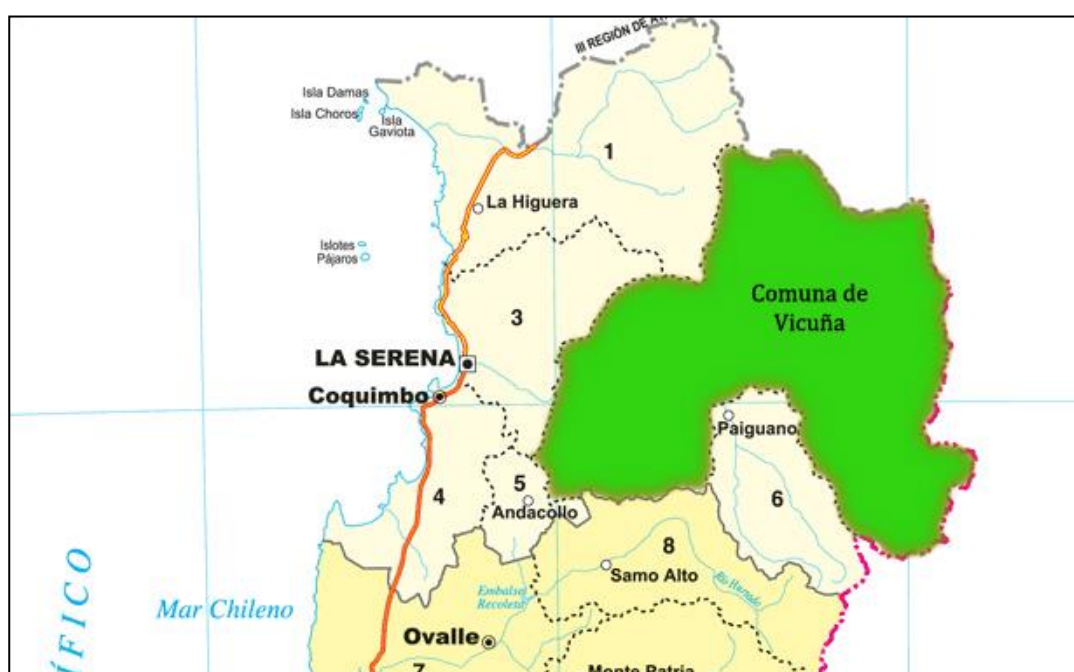 III REGIÓN DE
Isla Damas
Isla Choros
Isla
Gaviota
1
La Higuera
Islotes
Pájaros
Comuna de
Vicuña
3
LA SERENA
Coquimbo
Paiguano
4
5
6
Andacollo
8
Samo Alto
Río Hurtado
Embalse
Recoleta
Mar Chileno
ÍFICO
Ovalle
7
Monte Patria